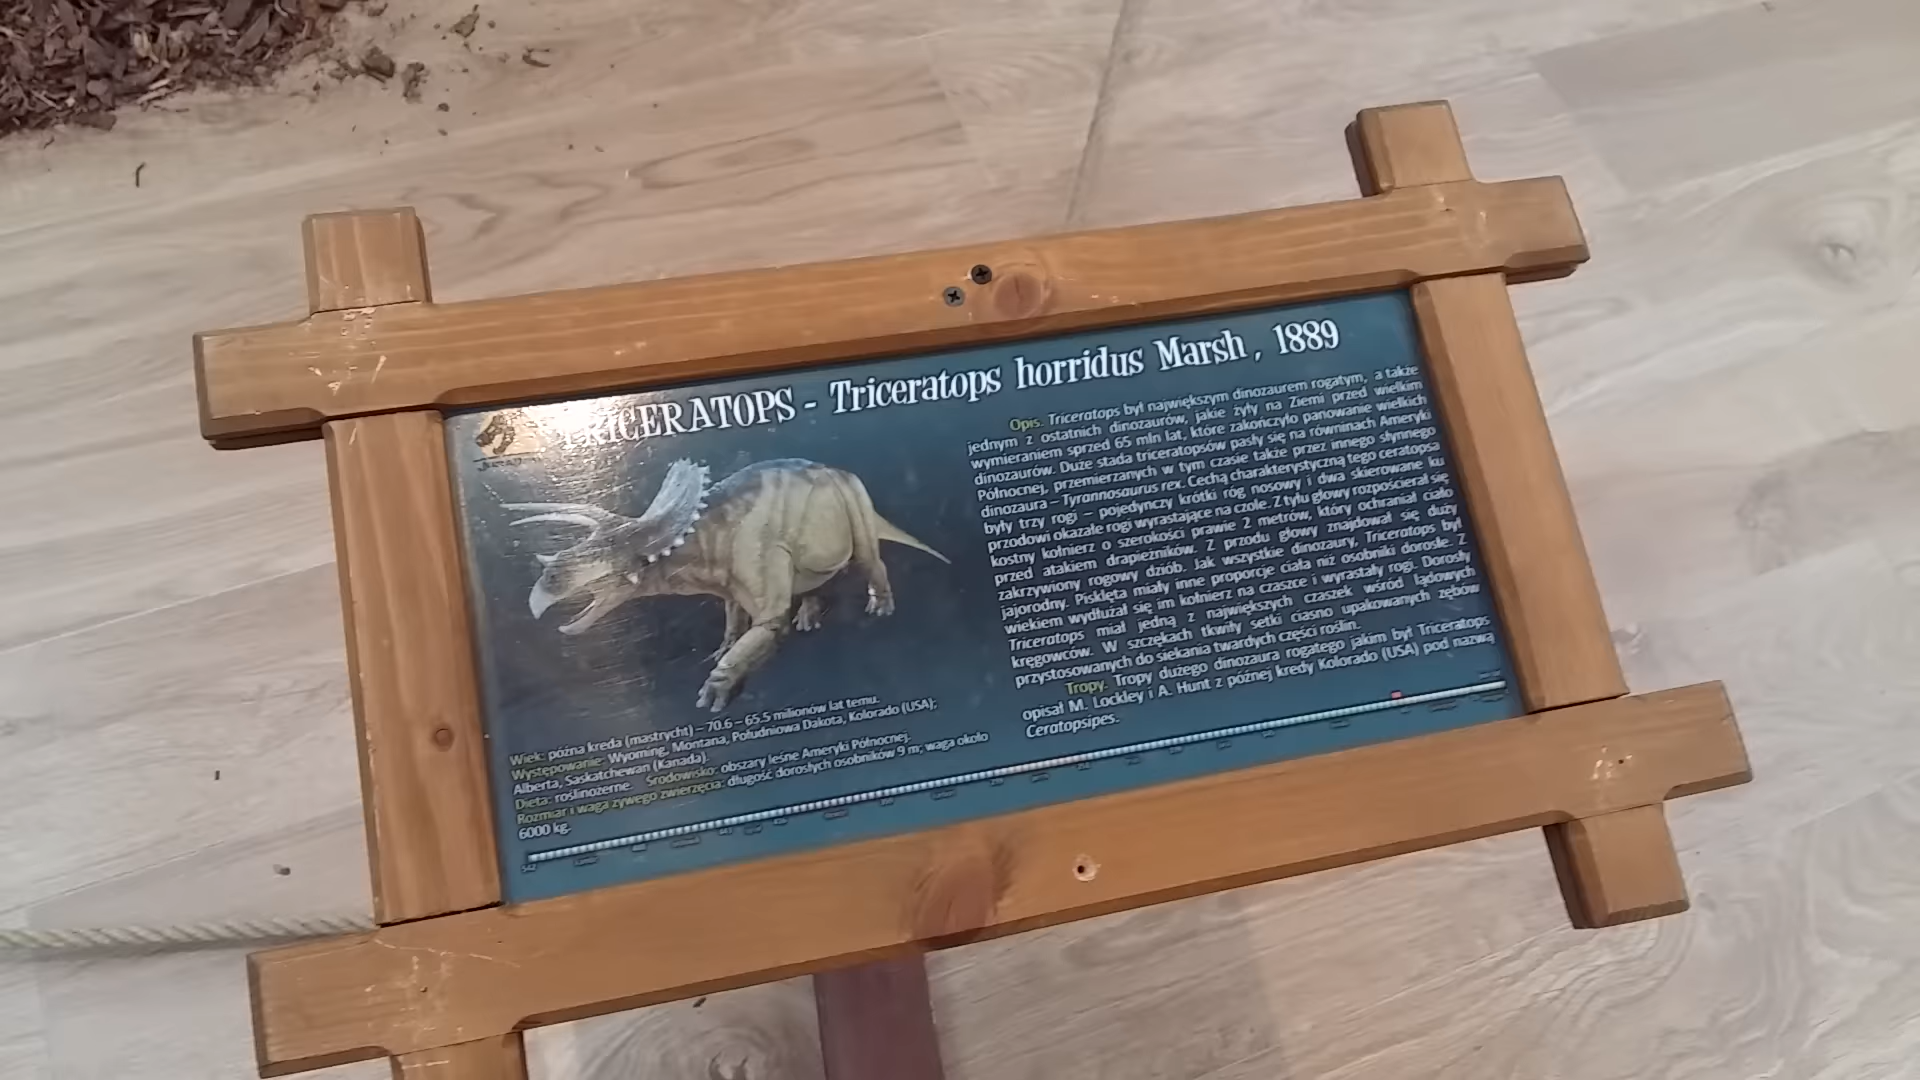 TRICERATOPS - Triceratops horridus Marsh , 1889
Opis. Triceratops był największym dinozaurem rogatym, a także
jednym z ostatnich dinozaurów, jakie żyły na Ziemi przed wielkim
wymieraniem sprzed 65 mln lat, które zakończyło panowanie wielkich
dinozaurów. Duże stada triceratopsów pasły się na równinach Ameryki
Północnej, przemierzanych w tym czasie także przez innego słynnego
dinozaura – Tyrannosaurus rex. Cechą charakterystyczną tego ceratopsa
były trzy rogi – pojedynczy krótki róg nosowy i dwa skierowane ku
przodowi okazałe rogi wyrastające na czole. Z tyłu głowy rozpościerał się
kostny kołnierz o szerokości prawie 2 metrów, który ochraniał ciało
przed atakiem drapieżników. Z przodu głowy znajdował się duży
zakrzywiony rogowy dziób. Jak wszystkie dinozaury, Triceratops był
jajorodny. Pisklęta miały inne proporcje ciała niż osobniki dorosłe. Z
wiekiem wydłużał się im kołnierz na czaszce i wyrastały rogi. Dorosły
Triceratops miał jedną z największych czaszek wśród lądowych
kręgowców. W szczękach tkwiły setki ciasno upakowanych zębów
przystosowanych do siekania twardych części roślin.
Tropy. Tropy dużego dinozaura rogatego jakim był Triceratops
opisał M. Lockley i A. Hunt z późnej kredy Kolorado (USA) pod nazwą
Ceratopsipes.
Wiek: późna kreda (mastrycht) – 70.6 – 65.5 milionów lat temu.
Występowanie: Wyoming, Montana, Południowa Dakota, Kolorado (USA);
Alberta, Saskatchewan (Kanada).
Środowisko: obszary leśne Ameryki Północnej.
Dieta: roślinożerne.
Rozmiar i waga żywego zwierzęcia: długość dorosłych osobników 9 m; waga około
6000 kg.
542